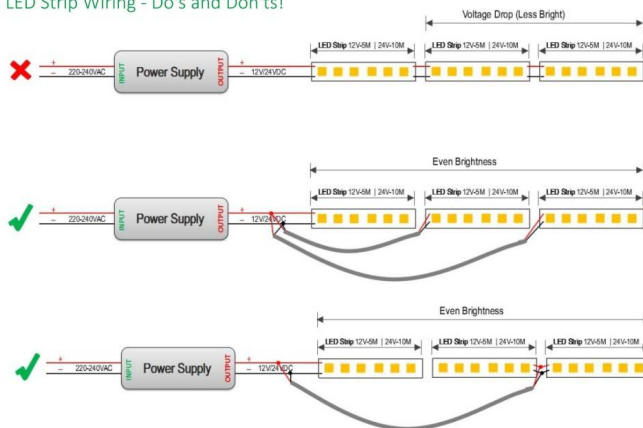 LED Strip Wiring - Do's and Don'ts!
Voltage Drop (Less Bright)
LED Strip 12V-5M | 24V-10M
LED Strip 12V-5M | 24V-10M
LED Strip 12V-5M | 24V-10M
+
–
220-240VAC
INPUT
Power Supply
OUTPUT
+
–
12V/24VDC
Even Brightness
LED Strip 12V-5M | 24V-10M
LED Strip 12V-5M | 24V-10M
LED Strip 12V-5M | 24V-10M
+
–
220-240VAC
INPUT
Power Supply
OUTPUT
+
–
12V/24VDC
Even Brightness
LED Strip 12V-5M | 24V-10M
LED Strip 12V-5M | 24V-10M
LED Strip 12V-5M | 24V-10M
+
–
220-240VAC
INPUT
Power Supply
OUTPUT
+
–
12V/24VDC